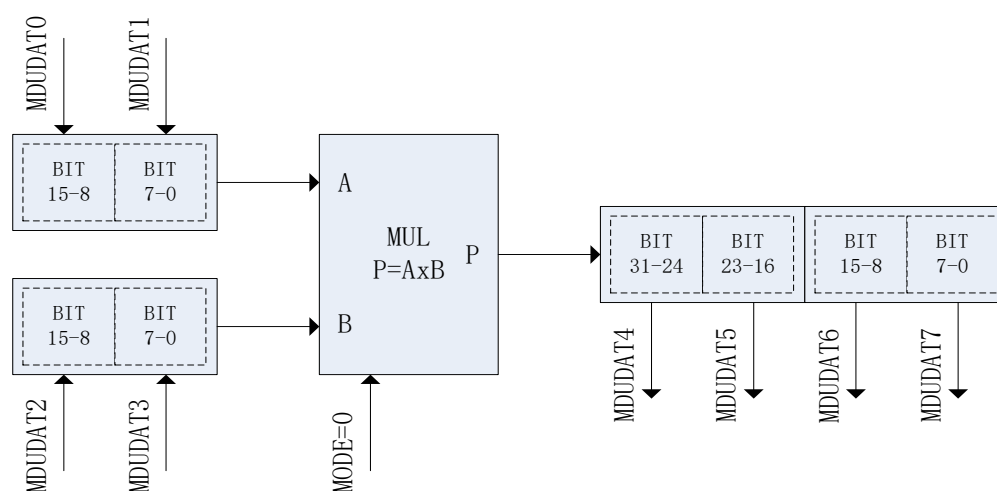 MDUDAT0
MDUDAT1
BIT
15-8
BIT
7-0
A
MUL
P=AxB
P
B
BIT
15-8
BIT
7-0
MDUDAT2
MDUDAT3
MODE=0
BIT
31-24
BIT
23-16
BIT
15-8
BIT
7-0
MDUDAT4
MDUDAT5
MDUDAT6
MDUDAT7